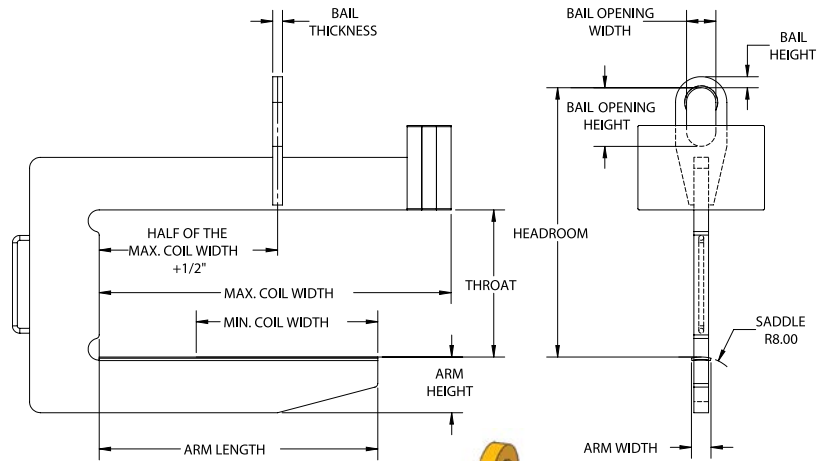 BAIL
THICKNESS
BAIL OPENING
WIDTH
BAIL
HEIGHT
BAIL OPENING
HEIGHT
HALF OF THE
MAX. COIL WIDTH
+1/2"
HEADROOM
THROAT
MAX. COIL WIDTH
MIN. COIL WIDTH
SADDLE
R8.00
ARM
HEIGHT
ARM LENGTH
ARM WIDTH